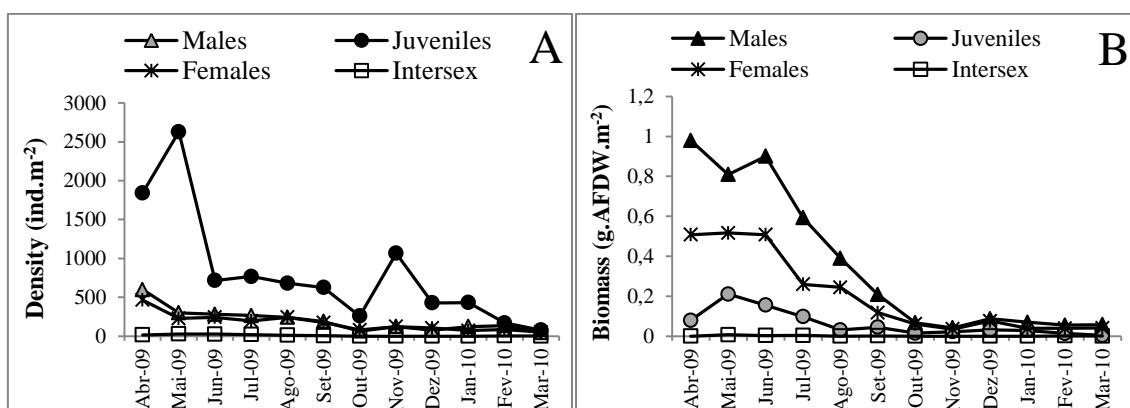 Males
Juveniles
Females
Intersex
A
Density (ind.m-2)
3000
2500
2000
1500
1000
500
0
Abr-09
Mai-09
Jun-09
Jul-09
Ago-09
Set-09
Out-09
Nov-09
Dez-09
Jan-10
Fev-10
Mar-10
Males
Juveniles
Females
Intersex
B
Biomass (g.AFDW.m-2)
1,2
1
0,8
0,6
0,4
0,2
0
Abr-09
Mai-09
Jun-09
Jul-09
Ago-09
Set-09
Out-09
Nov-09
Dez-09
Jan-10
Fev-10
Mar-10